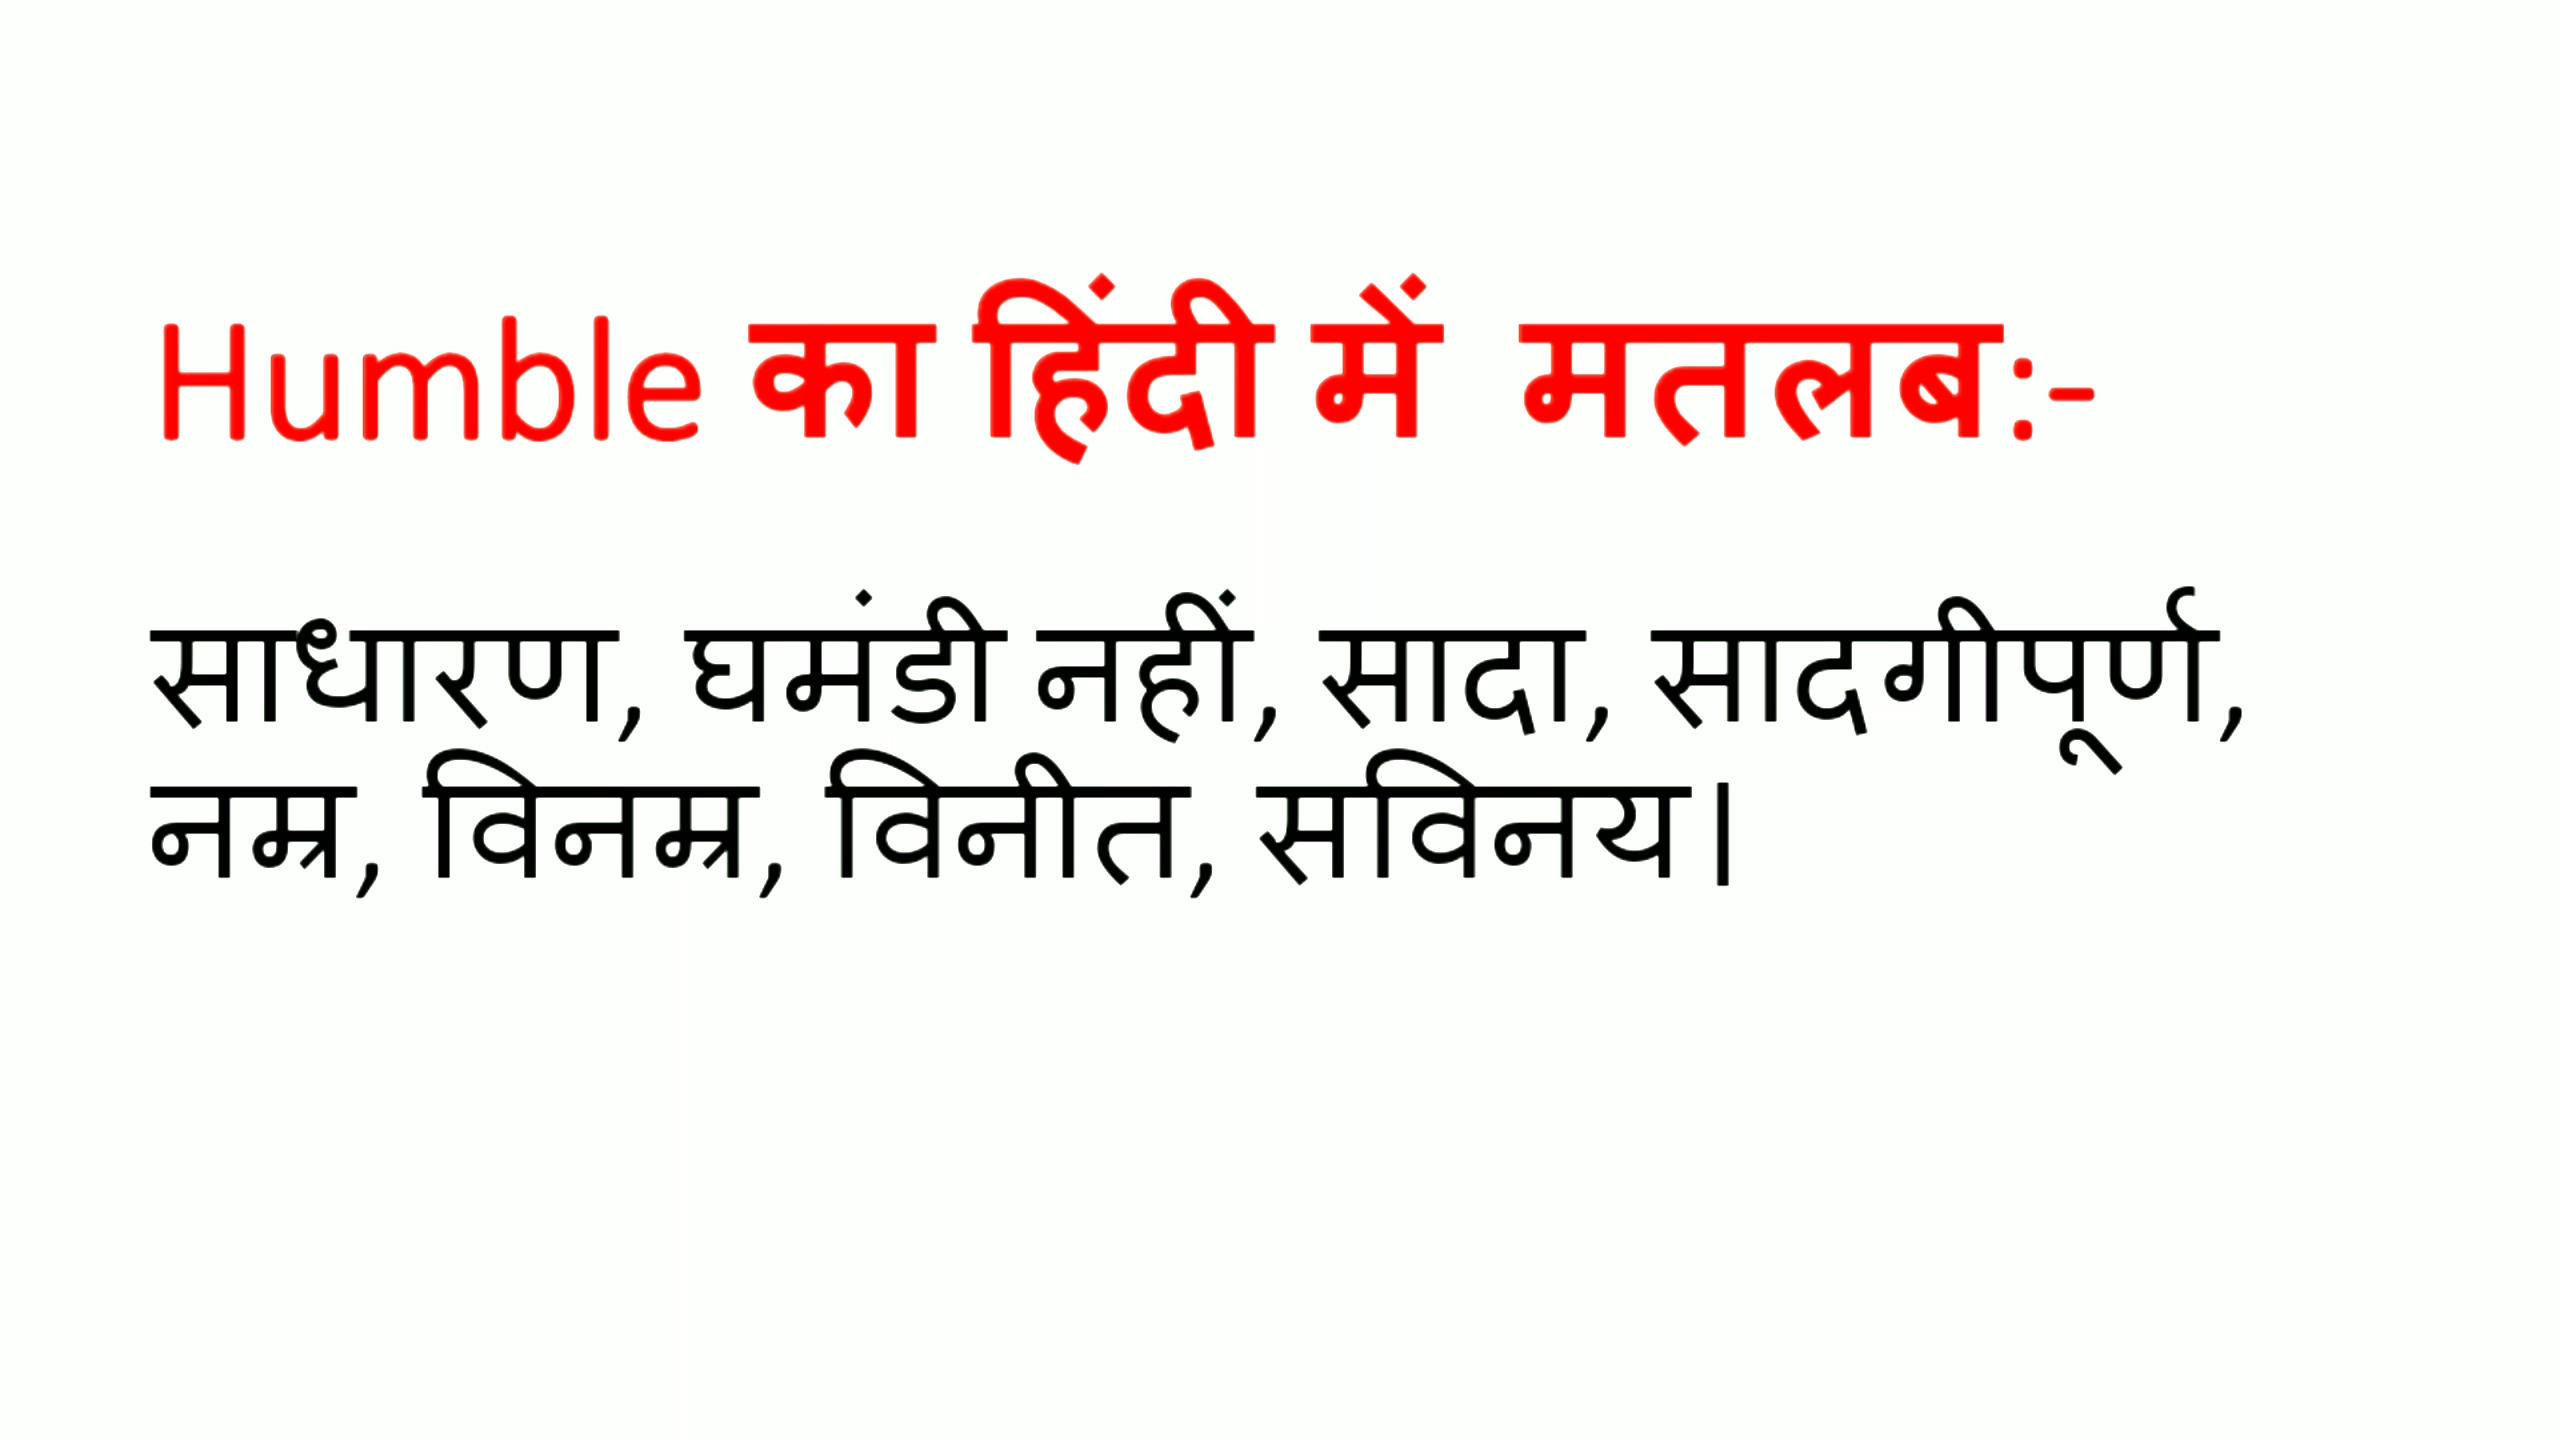 Humble का हिंदी में मतलब:-
साधारण, घमंडी नहीं, सादा, सादगीपूर्ण,
नम्र, विनम्र, विनीत, सविनय।